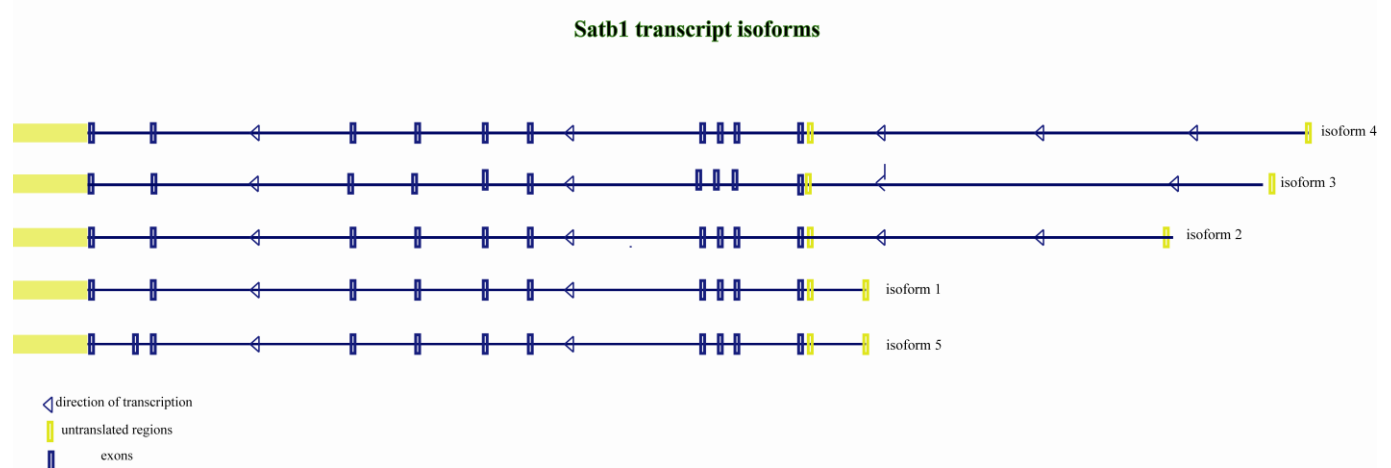 Satb1 transcript isoforms
isoform 4
isoform 3
isoform 2
isoform 1
isoform 5
direction of transcription
untranslated regions
exons